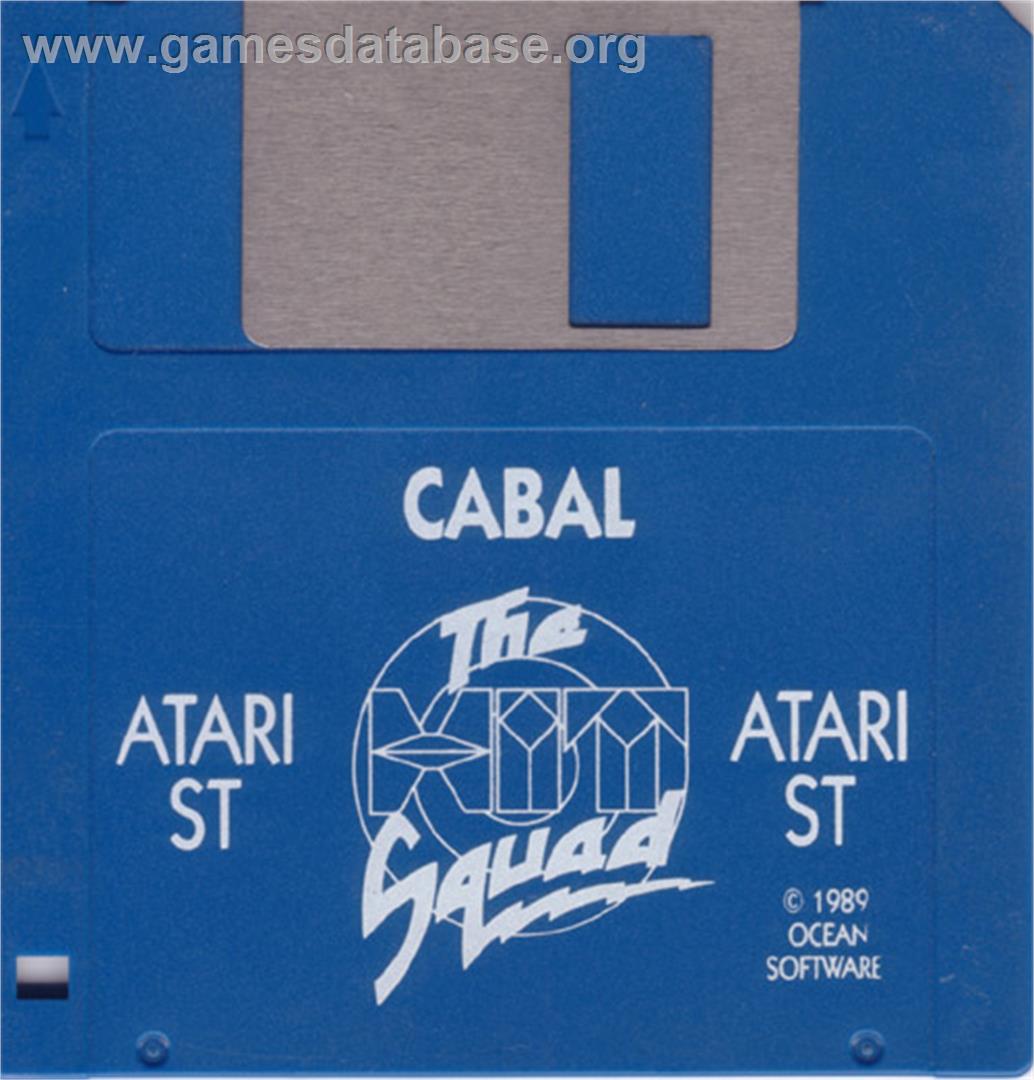 www.gamesdatabase.org
CABAL
The
HIT
Squad
ATARI
ST
ATARI
ST
© 1989
OCEAN
SOFTWARE